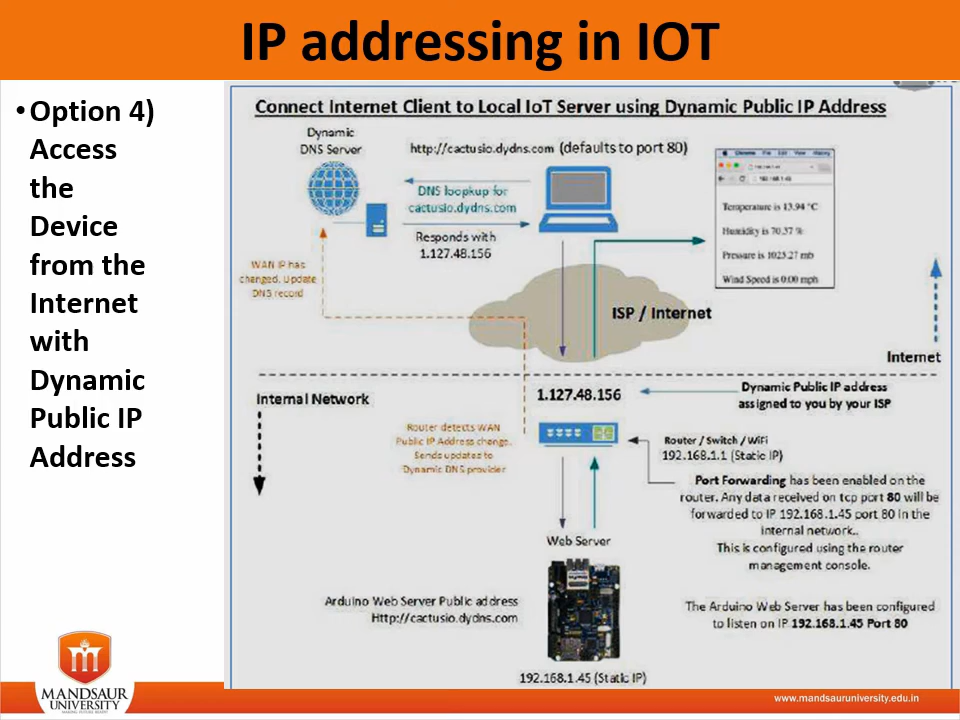 IP addressing in IOT
•Option 4)
Access
the
Device
from the
Internet
with
Dynamic
Public IP
Address
Connect Internet Client to Local IoT Server using Dynamic Public IP Address
Dynamic
DNS Server
http://cactusio.dydns.com (defaults to port 80)
DNS loopkup for
cactusio.dydns.com
Responds with
1.127.48.156
WAN IP has
changed. Update
DNS record
Temperature is 13.94 °C
Humidity is 70.37 %
Pressure is 1023.27 mb
Wind Speed is 0.00 mph
ISP / Internet
Internet
Internal Network
1.127.48.156
Dynamic Public IP address
assigned to you by your ISP
Router detects WAN
Public IP Address change.
Sends updates to
Dynamic DNS provider
Router / Switch / WiFi
192.168.1.1 (Static IP)
Port Forwarding has been enabled on the
router. Any data received on tcp port 80 will be
forwarded to IP 192.168.1.45 port 80 in the
internal network..
This is configured using the router
management console.
Web Server
Arduino Web Server Public address
Http://cactusio.dydns.com
The Arduino Web Server has been configured
to listen on IP 192.168.1.45 Port 80
192.168.1.45 (Static IP)
MANDSAUR
UNIVERSITY
www.mandsauruniversity.edu.in